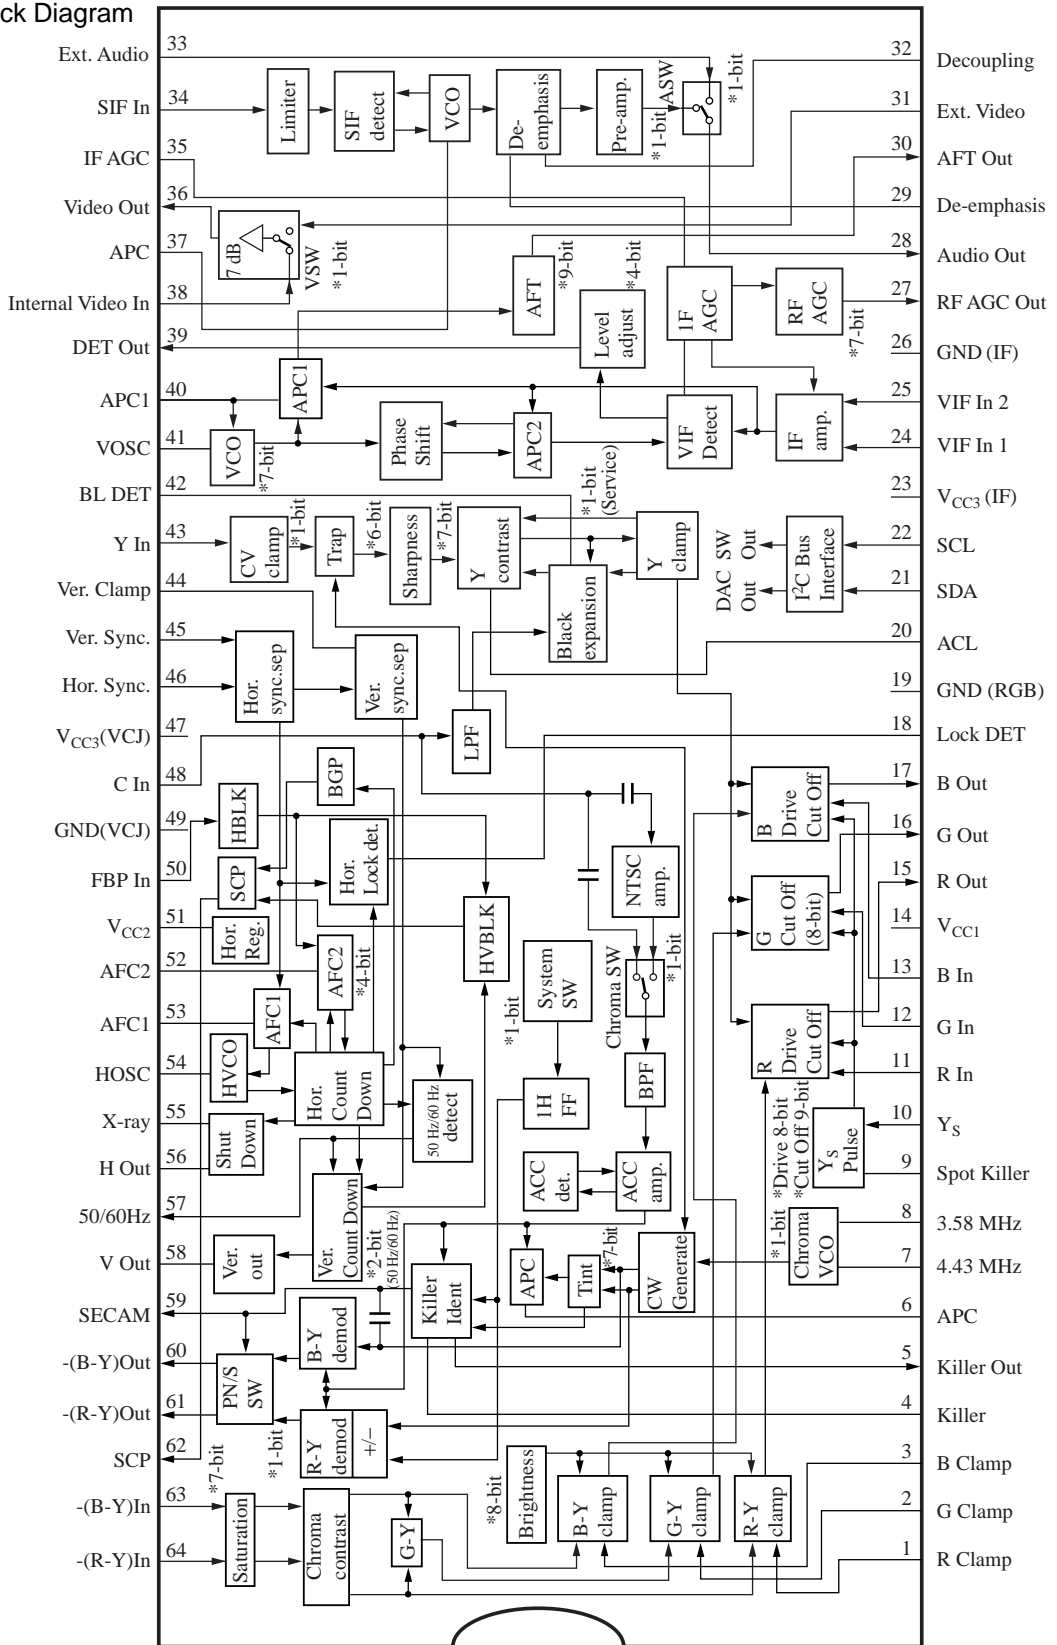 ck Diagram
33
Ext. Audio
32
Decoupling
34
SIF In
Limiter
SIF
detect
VCO
De-
emphasis
Pre-amp.
*1-bit
ASW
*1-bit
31
Ext. Video
35
IF AGC
30
AFT Out
36
Video Out
29
De-emphasis
7 dB
VSW
*1-bit
37
APC
28
Audio Out
AFT
*9-bit
*4-bit
1F
AGC
RF
AGC
*7-bit
38
Internal Video In
27
RF AGC Out
39
DET Out
Level
adjust
26
GND (IF)
40
APC1
APC1
25
VIF In 2
41
VOSC
VCO
*7-bit
Phase
Shift
APC2
VIF
Detect
IF
amp.
24
VIF In 1
42
BL DET
*1-bit
(Service)
23
VCC3 (IF)
43
Y In
CV
clamp
*1-bit
Trap
*6-bit
Sharpness
*7-bit
Y
contrast
Y
clamp
DAC SW
Out Out
I2C Bus
Interface
22
SCL
44
Ver. Clamp
Black
expansion
21
SDA
45
Ver. Sync.
20
ACL
46
Hor. Sync.
Hor.
sync.sep
Ver.
sync.sep
19
GND (RGB)
47
VCC3(VCJ)
LPF
18
Lock DET
48
C In
BGP
17
B Out
B
Drive
Cut Off
49
GND(VCJ)
HBLK
16
G Out
50
FBP In
SCP
Hor.
Lock det.
NTSC
amp.
15
R Out
G
Cut Off
(8-bit)
51
VCC2
Hor.
Reg.
HVBLK
14
VCC1
52
AFC2
AFC2
*4-bit
System
SW
Chroma SW
*1-bit
13
B In
53
AFC1
AFC1
*1-bit
12
G In
R
Drive
Cut Off
54
HOSC
HVCO
Hor.
Count
Down
50 Hz/60 Hz
detect
1H
FF
BPF
11
R In
55
X-ray
Shut
Down
*Drive 8-bit
*Cut Off 9-bit
YS
Pulse
10
YS
56
H Out
ACC
det.
ACC
amp.
9
Spot Killer
57
50/60Hz
Ver.
Count Down
*2-bit
(50 Hz/60 Hz)
*1-bit
Chroma
VCO
8
3.58 MHz
58
V Out
Ver.
out
APC
Tint
*7-bit
CW
Generate
7
4.43 MHz
59
SECAM
Killer
Ident
6
APC
60
-(B-Y)Out
PN/S
SW
B-Y
demod
5
Killer Out
61
-(R-Y)Out
*1-bit
R-Y
demod
+/−
4
Killer
62
SCP
*7-bit
*8-bit
Brightness
3
B Clamp
63
-(B-Y)In
Saturation
Chroma
contrast
G-Y
B-Y
clamp
G-Y
clamp
R-Y
clamp
2
G Clamp
64
-(R-Y)In
1
R Clamp